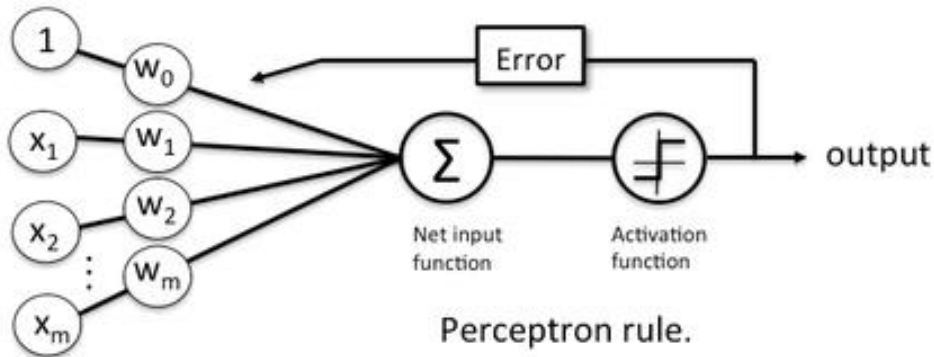 1
w₀
Error
x₁
w₁
Σ
output
x₂
w₂
Net input
function
Activation
function
⋮
wₘ
xₘ
Perceptron rule.